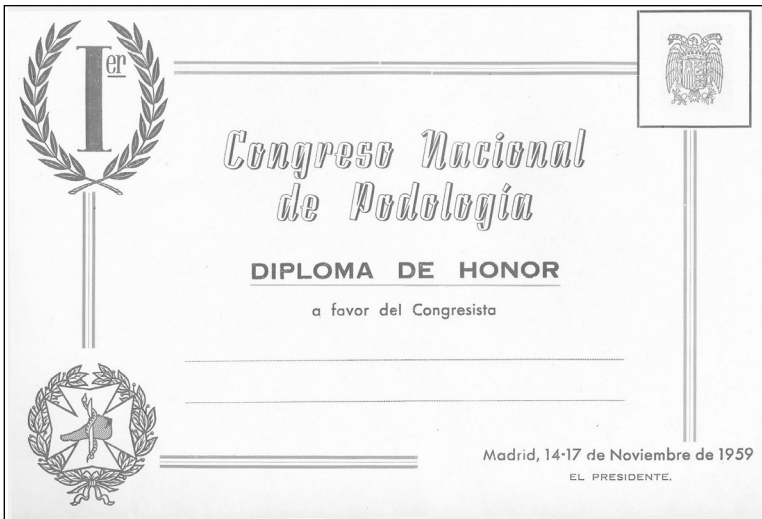 Ier
Congreso Nacional
de Podología
DIPLOMA DE HONOR
a favor del Congresista
Madrid, 14-17 de Noviembre de 1959
EL PRESIDENTE,